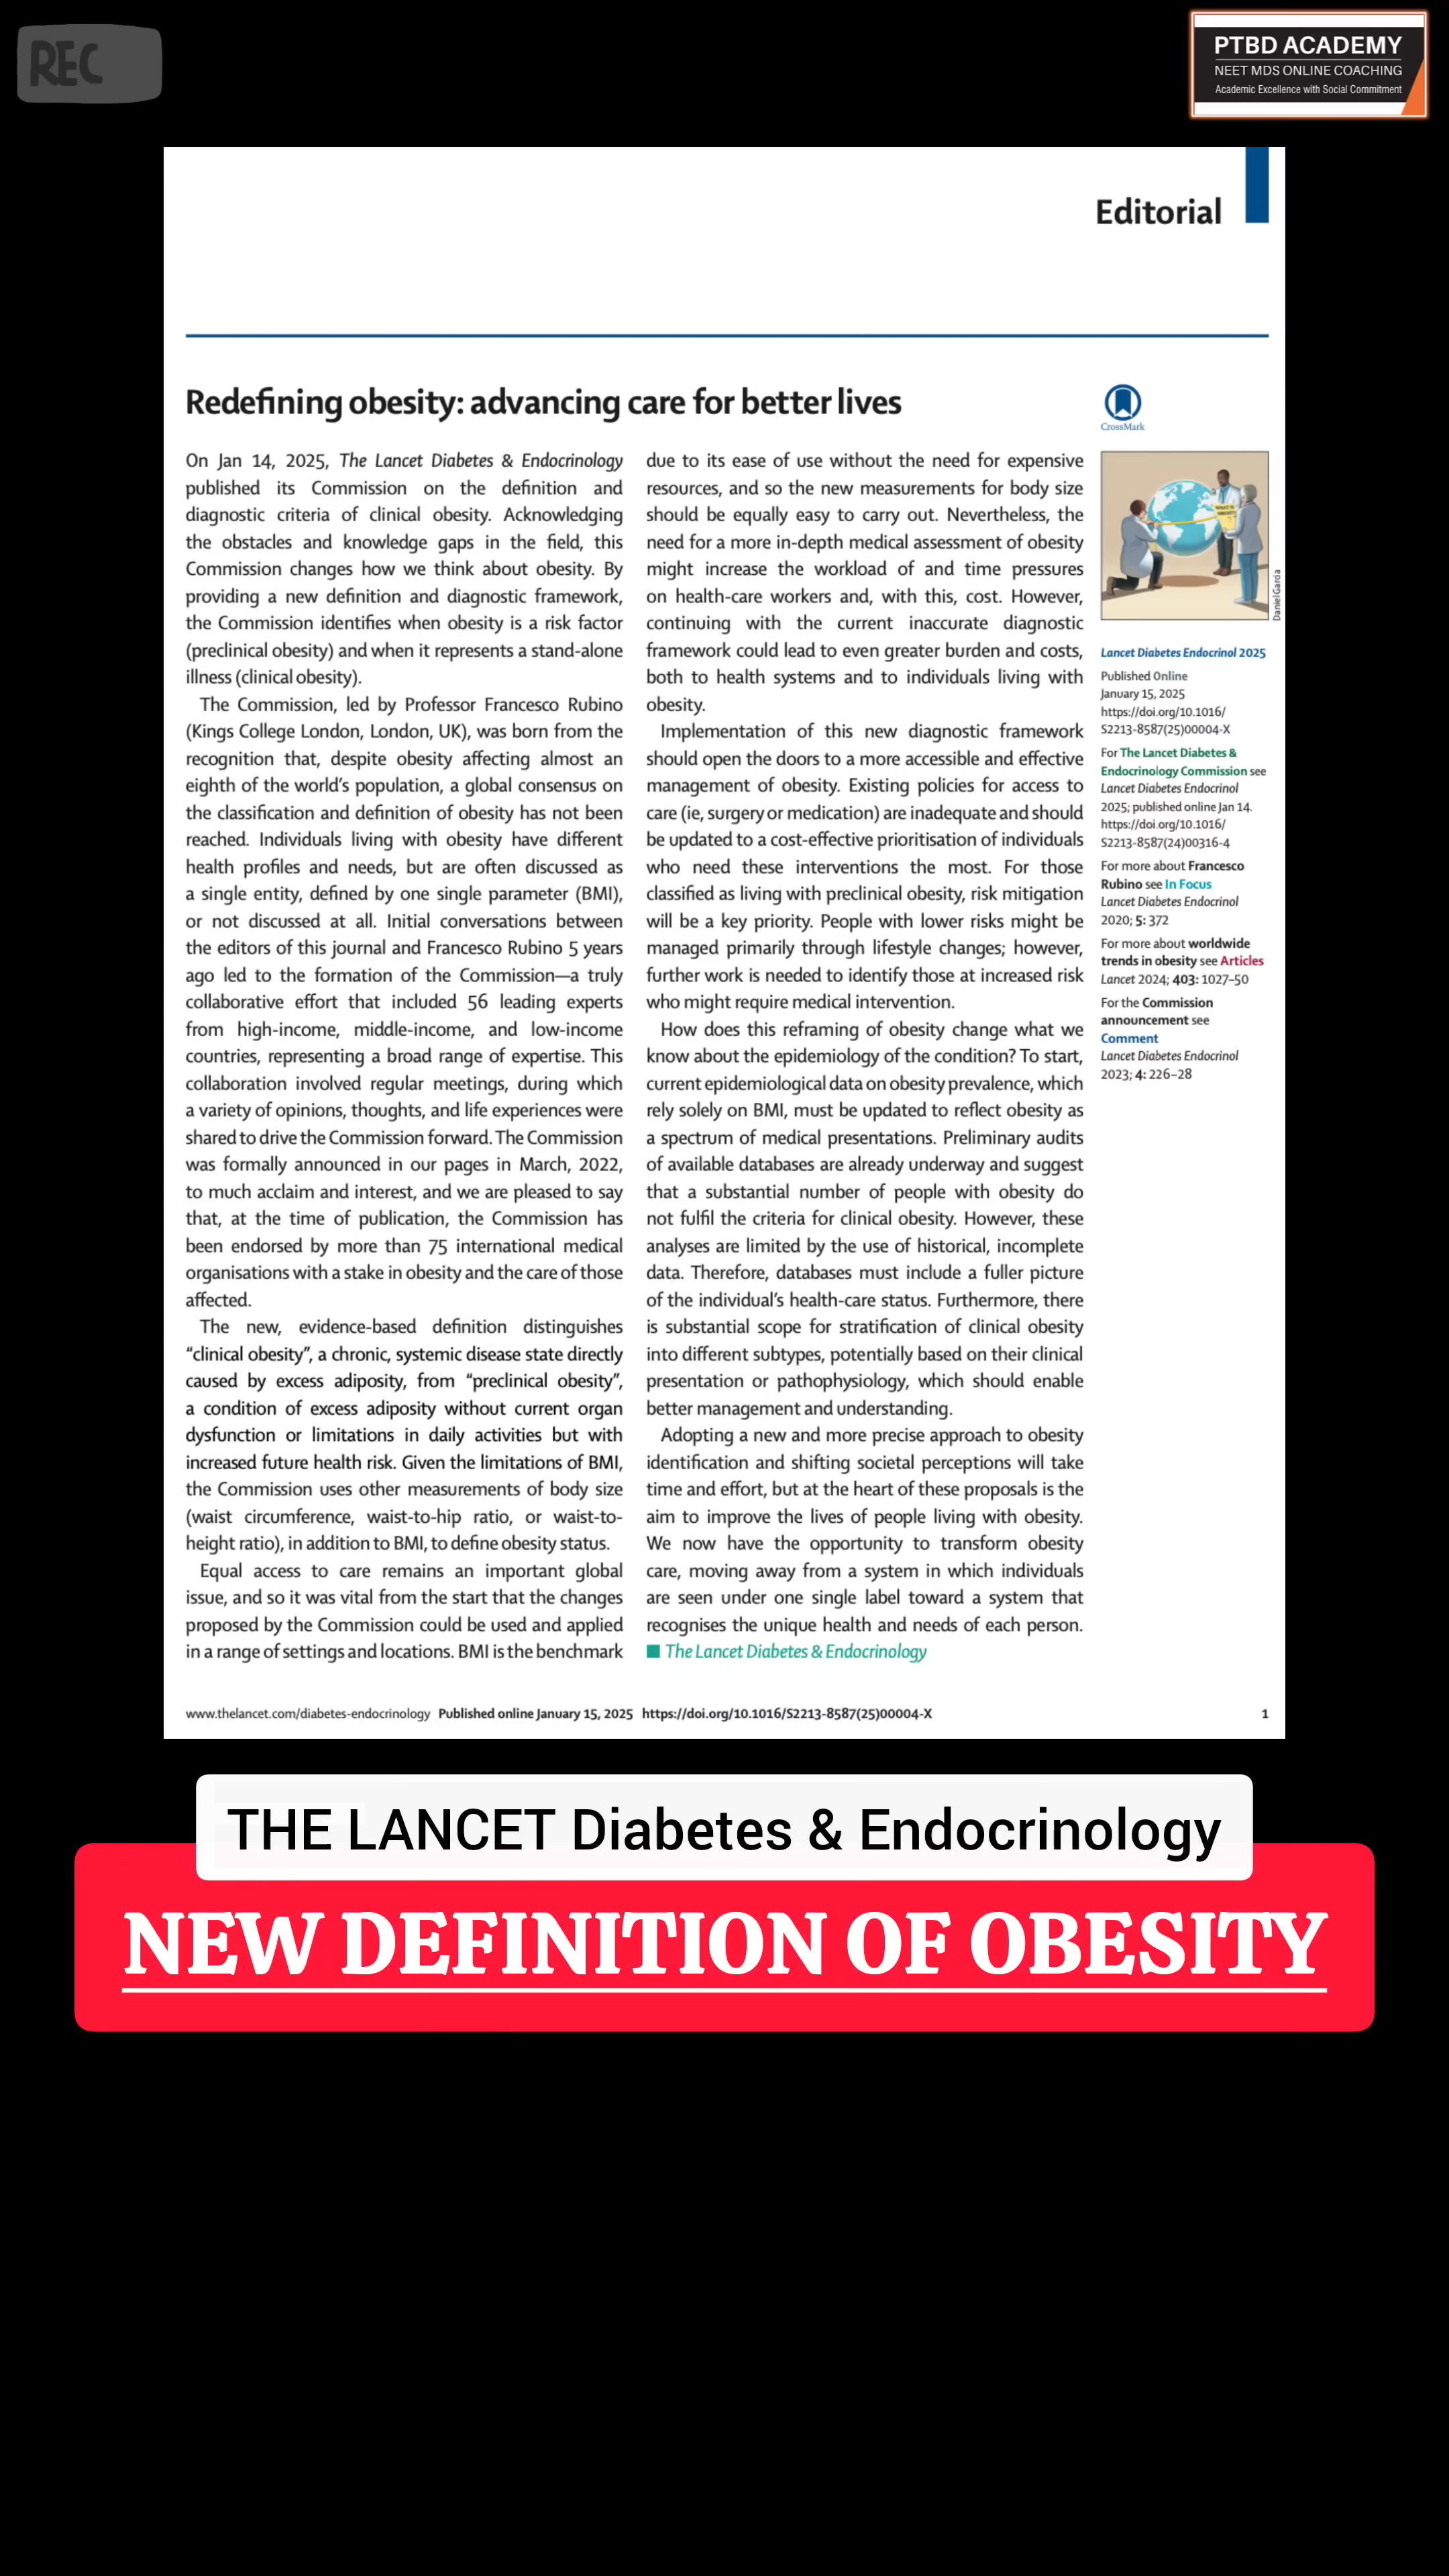 REC
PTBD ACADEMY
NEET MDS ONLINE COACHING
Academic Excellence with Social Commitment
Editorial
Redefining obesity: advancing care for better lives
On Jan 14, 2025, The Lancet Diabetes & Endocrinology
published its Commission on the definition and
diagnostic criteria of clinical obesity. Acknowledging
the obstacles and knowledge gaps in the field, this
Commission changes how we think about obesity. By
providing a new definition and diagnostic framework,
the Commission identifies when obesity is a risk factor
(preclinical obesity) and when it represents a stand-alone
illness (clinical obesity).
The Commission, led by Professor Francesco Rubino
(Kings College London, London, UK), was born from the
recognition that, despite obesity affecting almost an
eighth of the world's population, a global consensus on
the classification and definition of obesity has not been
reached. Individuals living with obesity have different
health profiles and needs, but are often discussed as
a single entity, defined by one single parameter (BMI),
or not discussed at all. Initial conversations between
the editors of this journal and Francesco Rubino 5 years
ago led to the formation of the Commission—a truly
collaborative effort that included 56 leading experts
from high-income, middle-income, and low-income
countries, representing a broad range of expertise. This
collaboration involved regular meetings, during which
a variety of opinions, thoughts, and life experiences were
shared to drive the Commission forward. The Commission
was formally announced in our pages in March, 2022,
to much acclaim and interest, and we are pleased to say
that, at the time of publication, the Commission has
been endorsed by more than 75 international medical
organisations with a stake in obesity and the care of those
affected.
The new, evidence-based definition distinguishes
“clinical obesity”, a chronic, systemic disease state directly
caused by excess adiposity, from “preclinical obesity”,
a condition of excess adiposity without current organ
dysfunction or limitations in daily activities but with
increased future health risk. Given the limitations of BMI,
the Commission uses other measurements of body size
(waist circumference, waist-to-hip ratio, or waist-to-
height ratio), in addition to BMI, to define obesity status.
Equal access to care remains an important global
issue, and so it was vital from the start that the changes
proposed by the Commission could be used and applied
in a range of settings and locations. BMI is the benchmark
due to its ease of use without the need for expensive
resources, and so the new measurements for body size
should be equally easy to carry out. Nevertheless, the
need for a more in-depth medical assessment of obesity
might increase the workload of and time pressures
on health-care workers and, with this, cost. However,
continuing with the current inaccurate diagnostic
framework could lead to even greater burden and costs,
both to health systems and to individuals living with
obesity.
Implementation of this new diagnostic framework
should open the doors to a more accessible and effective
management of obesity. Existing policies for access to
care (ie, surgery or medication) are inadequate and should
be updated to a cost-effective prioritisation of individuals
who need these interventions the most. For those
classified as living with preclinical obesity, risk mitigation
will be a key priority. People with lower risks might be
managed primarily through lifestyle changes; however,
further work is needed to identify those at increased risk
who might require medical intervention.
How does this reframing of obesity change what we
know about the epidemiology of the condition? To start,
current epidemiological data on obesity prevalence, which
rely solely on BMI, must be updated to reflect obesity as
a spectrum of medical presentations. Preliminary audits
of available databases are already underway and suggest
that a substantial number of people with obesity do
not fulfil the criteria for clinical obesity. However, these
analyses are limited by the use of historical, incomplete
data. Therefore, databases must include a fuller picture
of the individual's health-care status. Furthermore, there
is substantial scope for stratification of clinical obesity
into different subtypes, potentially based on their clinical
presentation or pathophysiology, which should enable
better management and understanding.
Adopting a new and more precise approach to obesity
identification and shifting societal perceptions will take
time and effort, but at the heart of these proposals is the
aim to improve the lives of people living with obesity.
We now have the opportunity to transform obesity
care, moving away from a system in which individuals
are seen under one single label toward a system that
recognises the unique health and needs of each person.
■ The Lancet Diabetes & Endocrinology
CrossMark
Daniel Garcia
Lancet Diabetes Endocrinol 2025
Published Online
January 15, 2025
https://doi.org/10.1016/
S2213-8587(25)00004-X
For The Lancet Diabetes &
Endocrinology Commission see
Lancet Diabetes Endocrinol
2025; published online Jan 14.
https://doi.org/10.1016/
S2213-8587(24)00316-4
For more about Francesco
Rubino see In Focus
Lancet Diabetes Endocrinol
2020; 5: 372
For more about worldwide
trends in obesity see Articles
Lancet 2024; 403: 1027–50
For the Commission
announcement see
Comment
Lancet Diabetes Endocrinol
2023; 4: 226–28
www.thelancet.com/diabetes-endocrinology Published online January 15, 2025 https://doi.org/10.1016/S2213-8587(25)00004-X
1
THE LANCET Diabetes & Endocrinology
NEW DEFINITION OF OBESITY